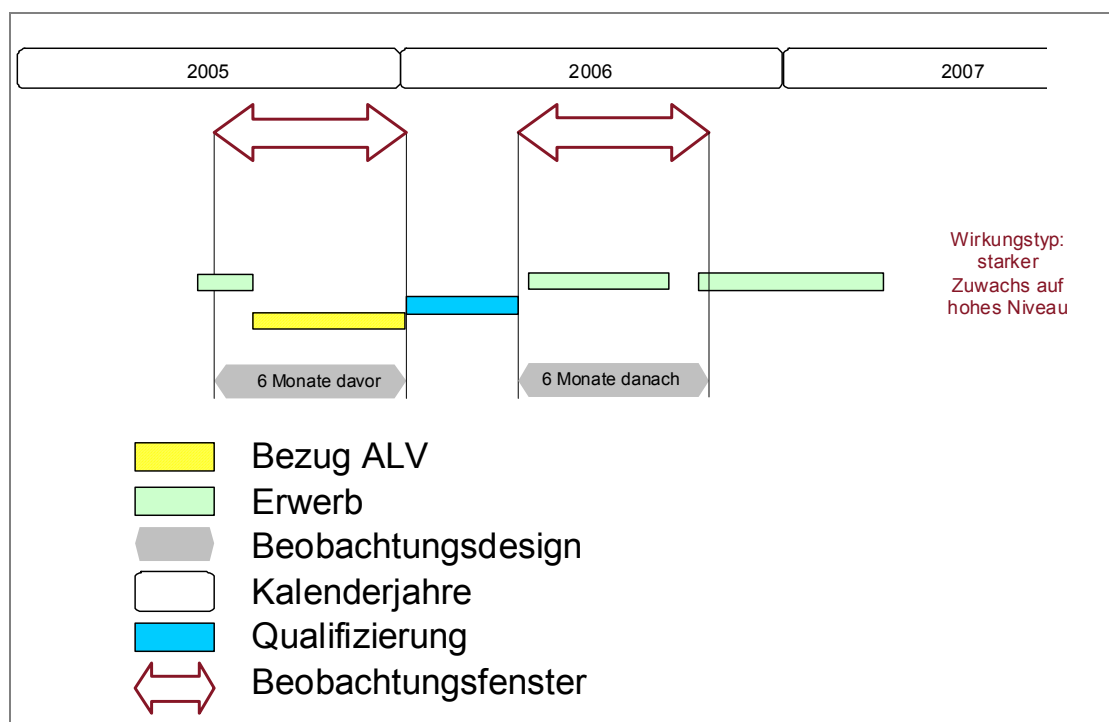 2005
2006
2007
Wirkungstyp:
starker
Zuwachs auf
hohes Niveau
6 Monate davor
6 Monate danach
Bezug ALV
Erwerb
Beobachtungsdesign
Kalenderjahre
Qualifizierung
Beobachtungsfenster